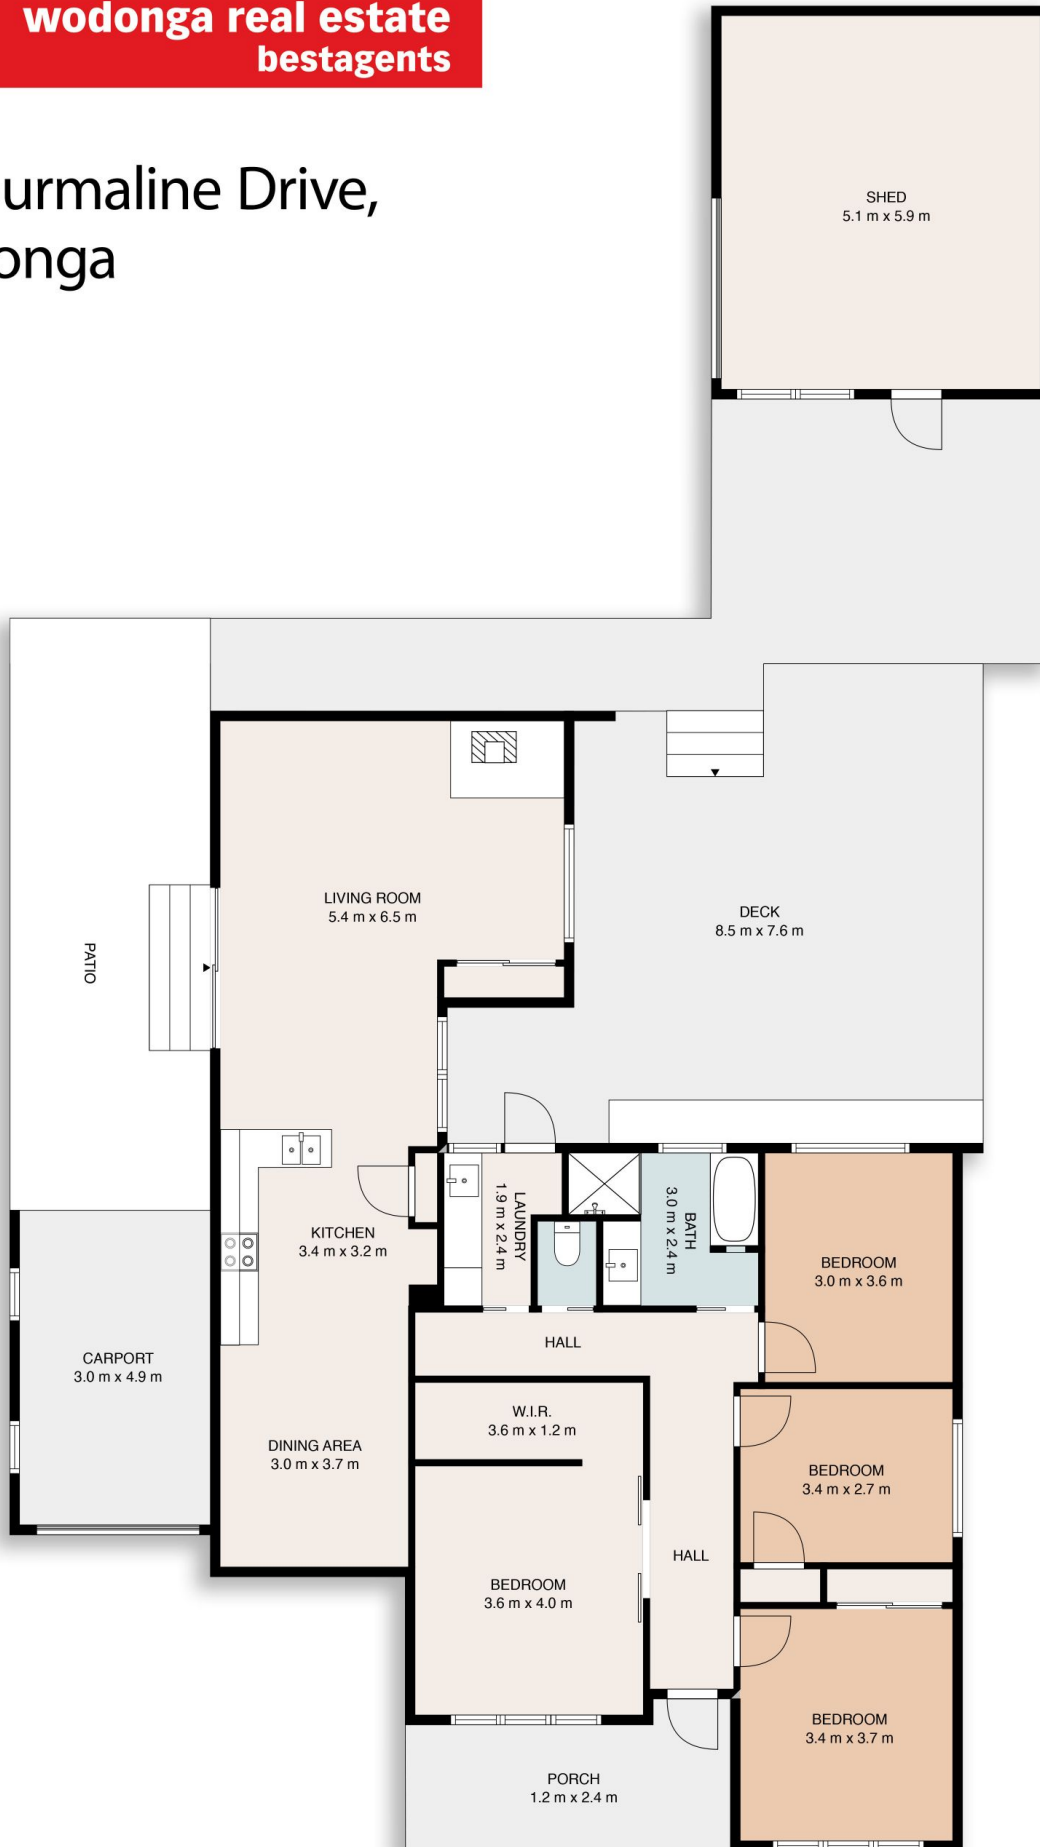 wodonga real estate
bestagents
urmaline Drive,
onga
SHED
5.1 m x 5.9 m
LIVING ROOM
5.4 m x 6.5 m
DECK
8.5 m x 7.6 m
PATIO
KITCHEN
3.4 m x 3.2 m
LAUNDRY
1.9 m x 2.4 m
BATH
3.0 m x 2.4 m
BEDROOM
3.0 m x 3.6 m
HALL
CARPORT
3.0 m x 4.9 m
W.I.R.
3.6 m x 1.2 m
DINING AREA
3.0 m x 3.7 m
BEDROOM
3.4 m x 2.7 m
HALL
BEDROOM
3.6 m x 4.0 m
BEDROOM
3.4 m x 3.7 m
PORCH
1.2 m x 2.4 m